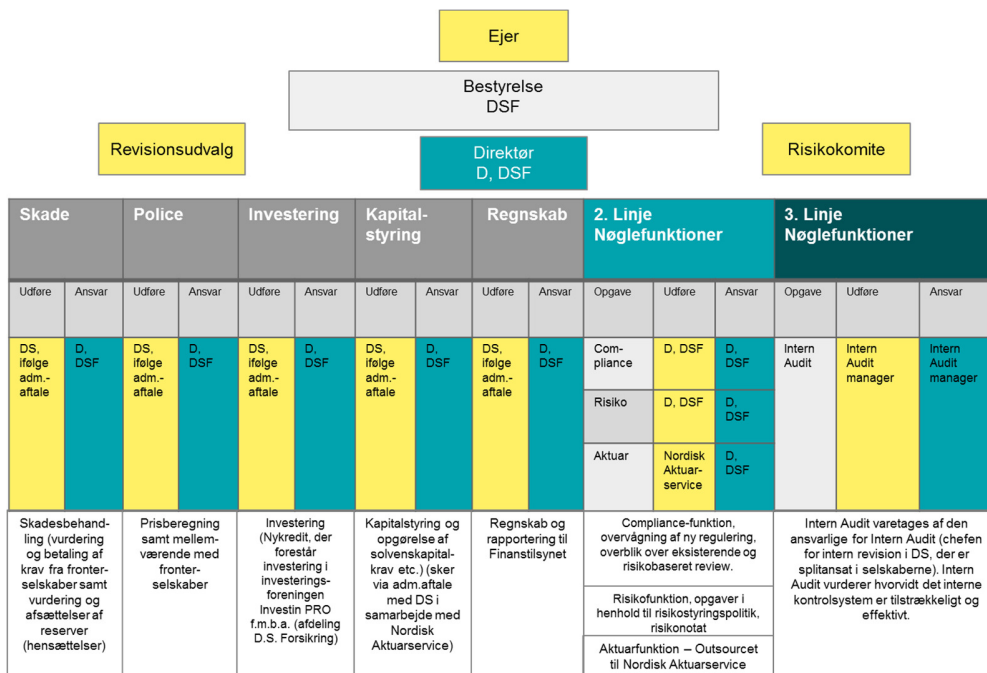 Ejer
Bestyrelse
DSF
Revisionsudvalg
Direktør
D, DSF
Risikokomite
Skade
Police
Investering
Kapital-
styring
Regnskab
2. Linje
Nøglefunktioner
3. Linje
Nøglefunktioner
Udføre
Ansvar
Udføre
Ansvar
Udføre
Ansvar
Udføre
Ansvar
Udføre
Ansvar
Opgave
Udføre
Ansvar
Opgave
Udføre
Ansvar
DS,
ifølge
adm.-
aftale
D,
DSF
DS,
ifølge
adm.-
aftale
D,
DSF
DS,
ifølge
adm.-
aftale
D,
DSF
DS,
ifølge
adm.-
aftale
D,
DSF
DS,
ifølge
adm.-
aftale
D,
DSF
Com-
pliance
D, DSF
D,
DSF
Risiko
D, DSF
D,
DSF
Aktuar
Nordisk
Aktuar-
service
D,
DSF
Intern
Audit
Intern
Audit
manager
Intern
Audit
manager
Skadesbehand-
ling (vurdering
og betaling af
krav fra fronter-
selskaber samt
vurdering og
afsættelser af
reserver
(hensættelser)
Prisberegning
samt mellem-
værende med
fronter-
selskaber
Investering
(Nykredit, der
forestår
investering i
investerings-
foreningen
Investin PRO
f.m.b.a. (afdeling
D.S. Forsikring)
Kapitalstyring og
opgørelse af
solvenskapital-
krav etc.) (sker
via adm.aftale
med DS i
samarbejde med
Nordisk
Aktuarservice)
Regnskab og
rapportering til
Finanstilsynet
Compliance-funktion,
overvågning af ny regulering,
overblik over eksisterende og
risikobaseret review.
Risikofunktion, opgaver i
henhold til risikostyringspolitik,
risikonotat
Aktuarfunktion – Outsourcet
til Nordisk Aktuarservice
Intern Audit varetages af den
ansvarlige for Intern Audit (chefen
for intern revision i DS, der er
splitansat i selskaberne). Intern
Audit vurderer hvorvidt det interne
kontrolsystem er tilstrækkeligt og
effektivt.